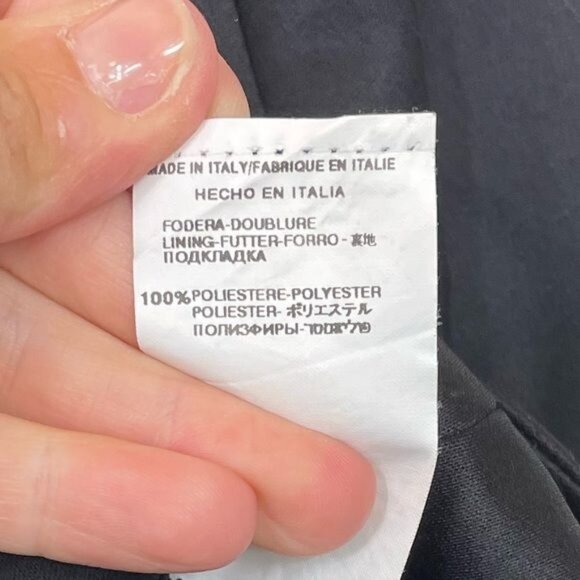 MADE IN ITALY/FABRIQUE EN ITALIE
HECHO EN ITALIA
FODERA-DOUBLURE
LINING-FUTTER-FORRO-裏地
ПОДКЛАДКА
100%POLIESTERE-POLYESTER
POLIESTER-ポリエステル
ПОЛИЭФИРЫ-